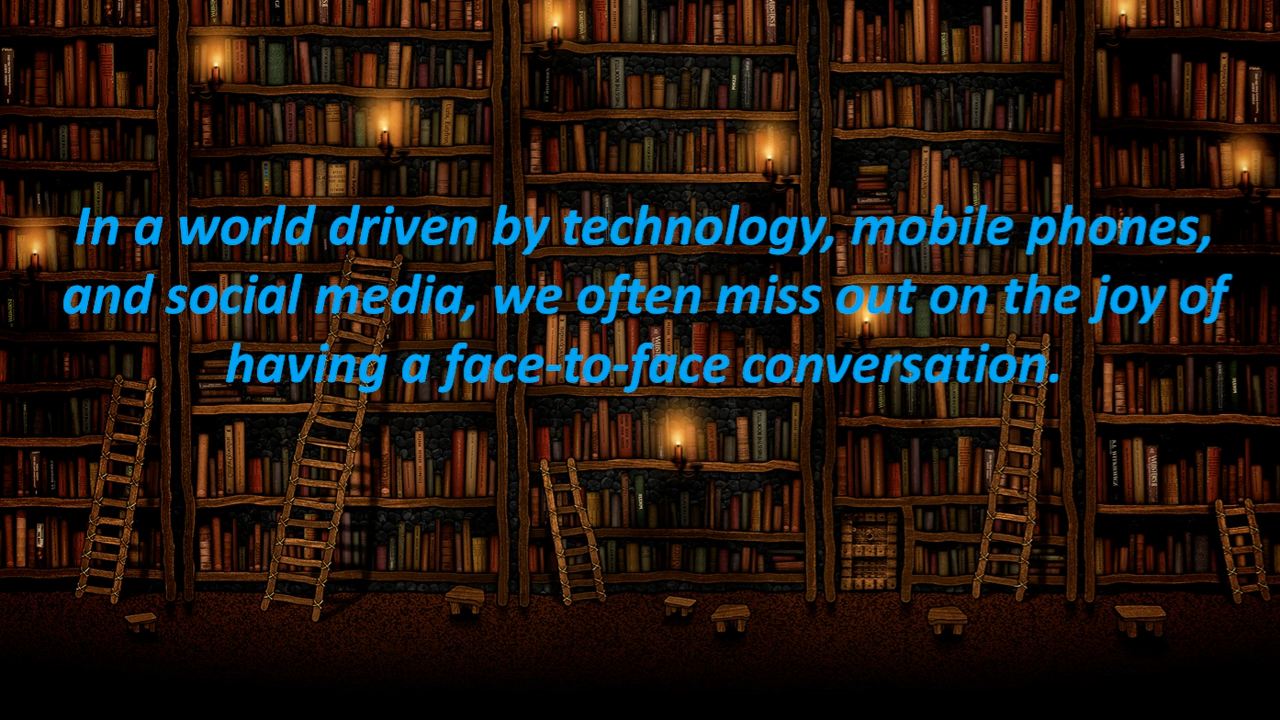 In a world driven by technology, mobile phones,
and social media, we often miss out on the joy of
having a face-to-face conversation.